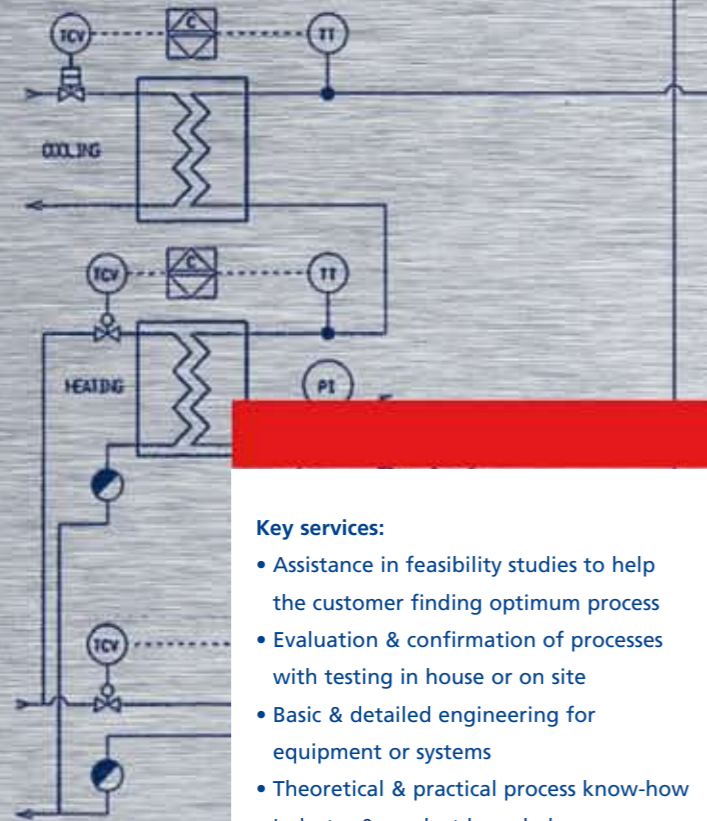 TCV
C
TT
COOLING
TCV
C
TT
HEATING
PI
Key services:
• Assistance in feasibility studies to help
the customer finding optimum process
• Evaluation & confirmation of processes
with testing in house or on site
• Basic & detailed engineering for
equipment or systems
TCV
• Theoretical & practical process know-how